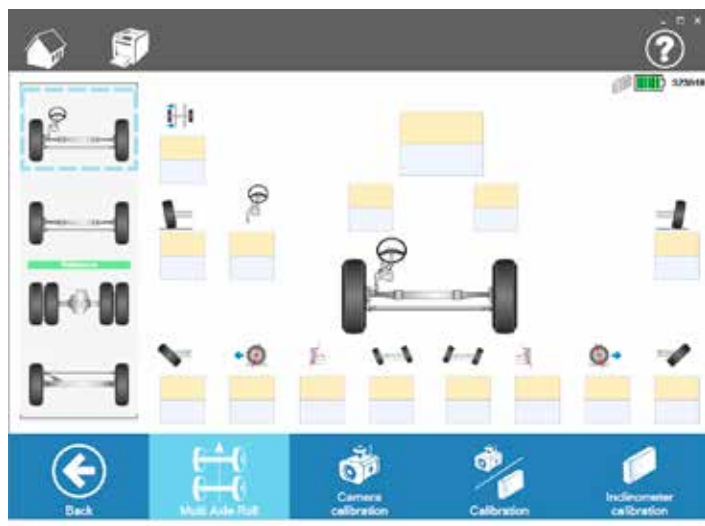 ?
Back
Multi Axle Roll
Camera
calibration
Calibration
Inclinometer
calibration